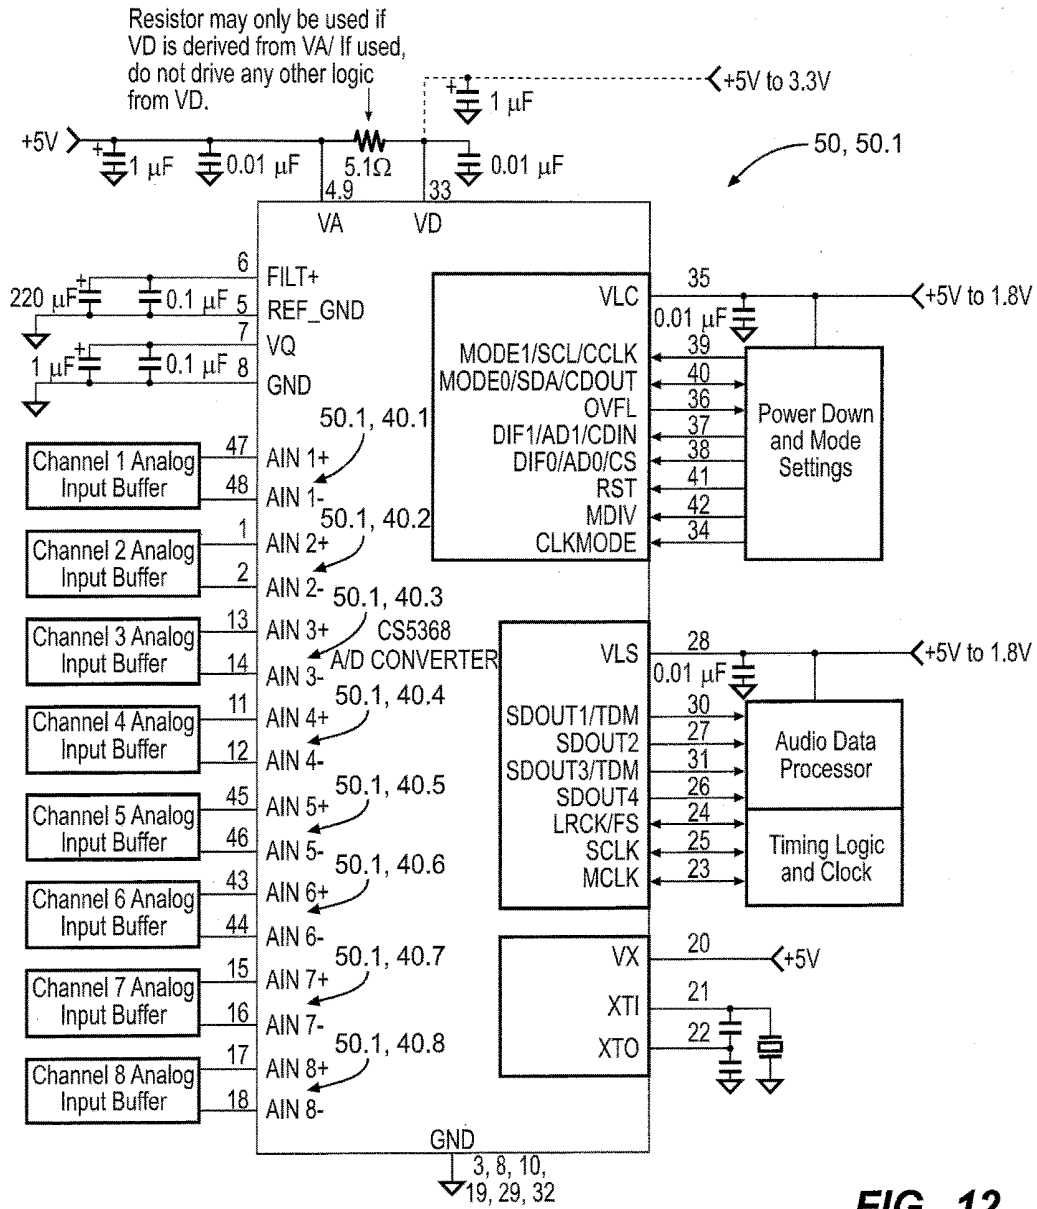 Resistor may only be used if
VD is derived from VA/ If used,
do not drive any other logic
from VD.
+5V to 3.3V
+
1 µF
+5V
+
1 µF
0.01 µF
5.1Ω
0.01 µF
50, 50.1
4.9
33
VA
VD
6
FILT+
220 µF
+
0.1 µF
5
REF_GND
7
VQ
1 µF
+
0.1 µF
8
GND
35
VLC
+5V to 1.8V
0.01 µF
MODE1/SCL/CCLK
39
MODE0/SDA/CDOUT
40
OVFL
36
DIF1/AD1/CDIN
37
DIF0/AD0/CS
38
RST
41
MDIV
42
CLKMODE
34
Power Down
and Mode
Settings
Channel 1 Analog
Input Buffer
47
AIN 1+
48
AIN 1-
50.1, 40.1
Channel 2 Analog
Input Buffer
1
AIN 2+
2
AIN 2-
50.1, 40.2
Channel 3 Analog
Input Buffer
13
AIN 3+
14
AIN 3-
50.1, 40.3
CS5368
A/D CONVERTER
Channel 4 Analog
Input Buffer
11
AIN 4+
12
AIN 4-
50.1, 40.4
Channel 5 Analog
Input Buffer
45
AIN 5+
46
AIN 5-
50.1, 40.5
Channel 6 Analog
Input Buffer
43
AIN 6+
44
AIN 6-
50.1, 40.6
Channel 7 Analog
Input Buffer
15
AIN 7+
16
AIN 7-
50.1, 40.7
Channel 8 Analog
Input Buffer
17
AIN 8+
18
AIN 8-
50.1, 40.8
VLS
28
+5V to 1.8V
0.01 µF
SDOUT1/TDM
30
SDOUT2
27
SDOUT3/TDM
31
SDOUT4
26
LRCK/FS
24
SCLK
25
MCLK
23
Audio Data
Processor
Timing Logic
and Clock
VX
20
+5V
XTI
21
XTO
22
GND
3, 8, 10,
19, 29, 32
FIG. 12